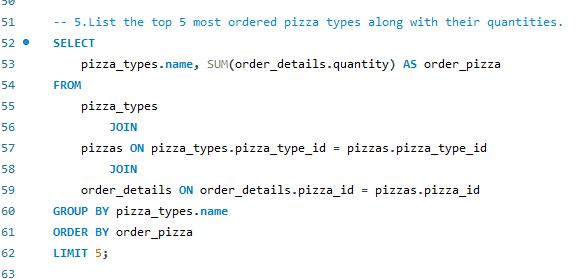 50
51 -- 5.List the top 5 most ordered pizza types along with their quantities.
52 SELECT
53 pizza_types.name, SUM(order_details.quantity) AS order_pizza
54 FROM
55 pizza_types
56 JOIN
57 pizzas ON pizza_types.pizza_type_id = pizzas.pizza_type_id
58 JOIN
59 order_details ON order_details.pizza_id = pizzas.pizza_id
60 GROUP BY pizza_types.name
61 ORDER BY order_pizza
62 LIMIT 5;
63